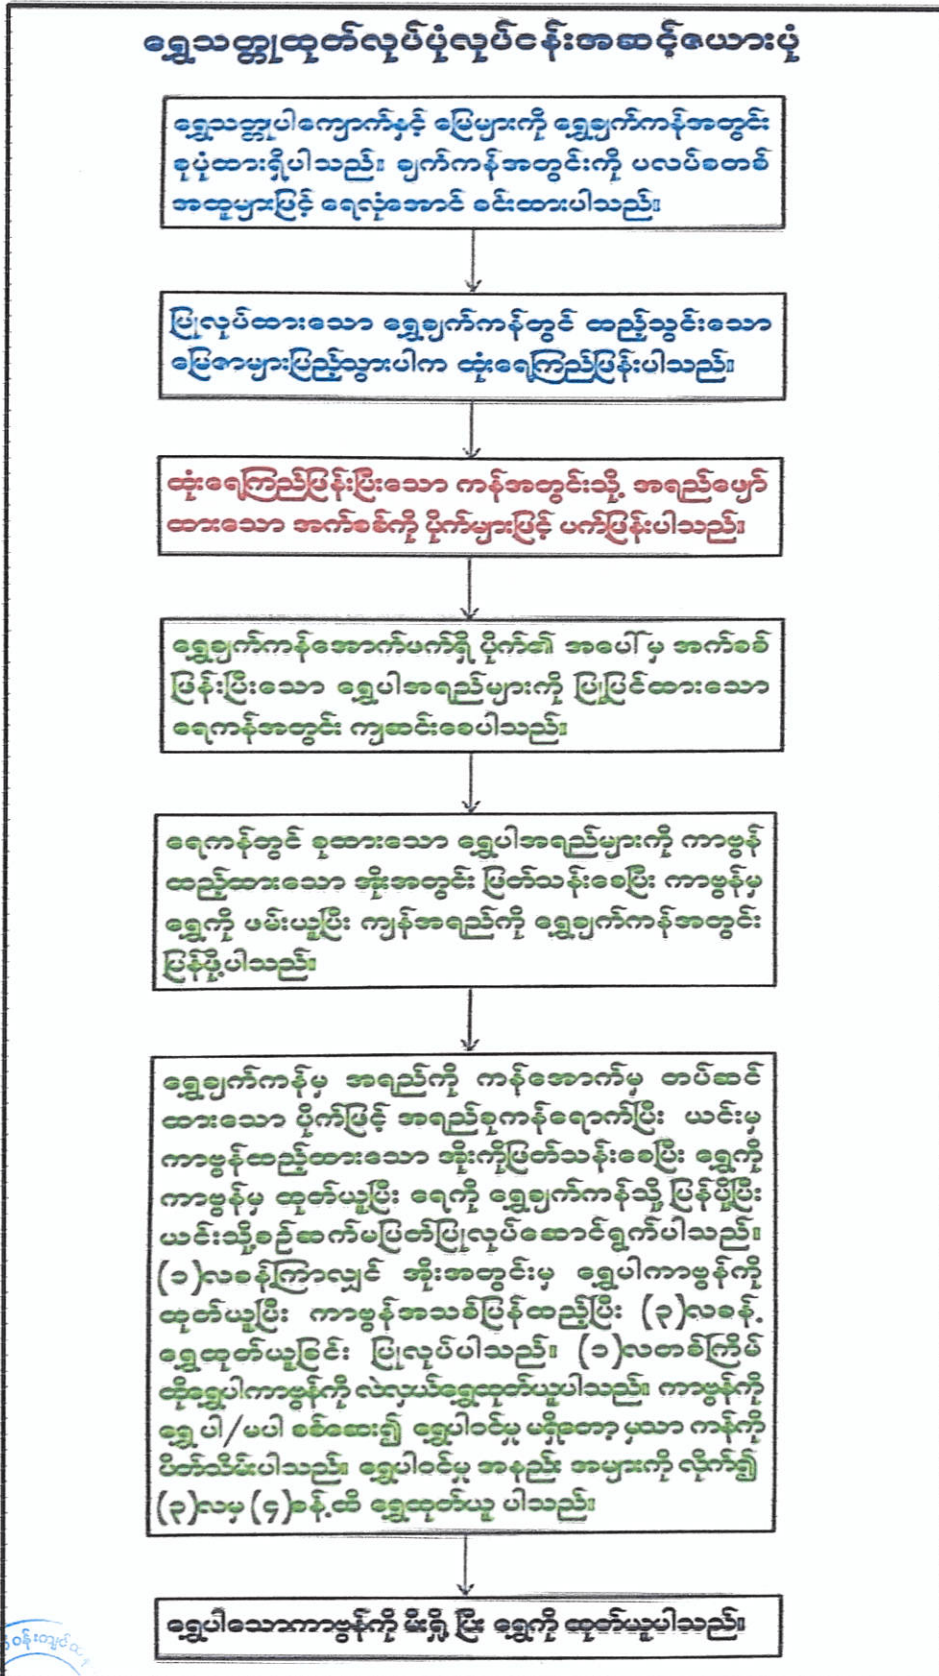 ရွှေသတ္တုထုတ်လုပ်ပုံလုပ်ငန်းအဆင့်ဇယားပုံ
ရွှေသတ္တုပါကျောက်နှင့် မြေများကို ရွှေချက်ကန်အတွင်း
စုပုံထားရှိပါသည်။ ချက်ကန်အတွင်းကို ပလပ်စတစ်
အထူများဖြင့် ရေလုံအောင် ခင်းထားပါသည်။
ပြုလုပ်ထားသော ရွှေချက်ကန်တွင် ထည့်သွင်းသော
မြေစာများပြည့်သွားပါက ထုံးရေကြည်ဖြန်းပါသည်။
ထုံးရေကြည်ဖြန်းပြီးသော ကန်အတွင်းသို့ အရည်ဖျော်
ထားသော အက်စစ်ကို ပိုက်များဖြင့် ပက်ဖြန်းပါသည်။
ရွှေချက်ကန်အောက်ဖက်ရှိ ပိုက်၏ အပေါ်မှ အက်စစ်
ဖြန်းပြီးသော ရွှေပါအရည်များကို ပြုပြင်ထားသော
ရေကန်အတွင်း ကျဆင်းစေပါသည်။
ရေကန်တွင် စုထားသော ရွှေပါအရည်များကို ကာဗွန်
ထည့်ထားသော အိုးအတွင်း ဖြတ်သန်းစေပြီး ကာဗွန်မှ
ရွှေကို ဖမ်းယူပြီး ကျန်အရည်ကို ရွှေချက်ကန်အတွင်း
ပြန်ပို့ပါသည်။
ရွှေချက်ကန်မှ အရည်ကို ကန်အောက်မှ တပ်ဆင်
ထားသော ပိုက်ဖြင့် အရည်စုကန်ရောက်ပြီး ယင်းမှ
ကာဗွန်ထည့်ထားသော အိုးကိုဖြတ်သန်းစေပြီး ရွှေကို
ကာဗွန်မှ ထုတ်ယူပြီး ရေကို ရွှေချက်ကန်သို့ ပြန်ပို့ပြီး
ယင်းသို့စဉ်ဆက်မပြတ်ပြုလုပ်ဆောင်ရွက်ပါသည်။
(၁)လခန့်ကြာလျှင် အိုးအတွင်းမှ ရွှေပါကာဗွန်ကို
ထုတ်ယူပြီး ကာဗွန်အသစ်ပြန်ထည့်ပြီး (၃)လခန့်
ရွှေထုတ်ယူခြင်း ပြုလုပ်ပါသည်။ (၁)လတစ်ကြိမ်
ထိုရွှေပါကာဗွန်ကို လဲလှယ်ရွှေထုတ်ယူပါသည်။ ကာဗွန်ကို
ရွှေ ပါ/မပါ စစ်ဆေး၍ ရွှေပါဝင်မှု မရှိတော့ မှသာ ကန်ကို
ပိတ်သိမ်းပါသည်။ ရွှေပါဝင်မှု အနည်း အများကို လိုက်၍
(၃)လမှ (၄)ခန့်ထိ ရွှေထုတ်ယူ ပါသည်။
ရွှေပါသောကာဗွန်ကို မီးရှို့ ပြီး ရွှေကို ထုတ်ယူပါသည်။